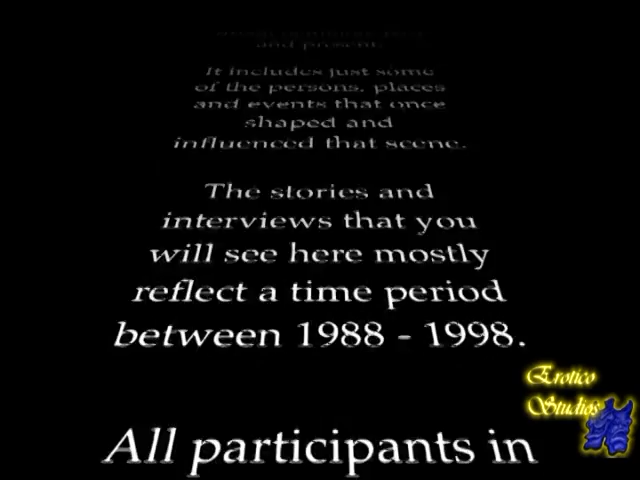 and present.
It includes just some
of the persons, places
and events that once
shaped and
influenced that scene.
The stories and
interviews that you
will see here mostly
reflect a time period
between 1988 - 1998.
All participants in
Erotico
Studios